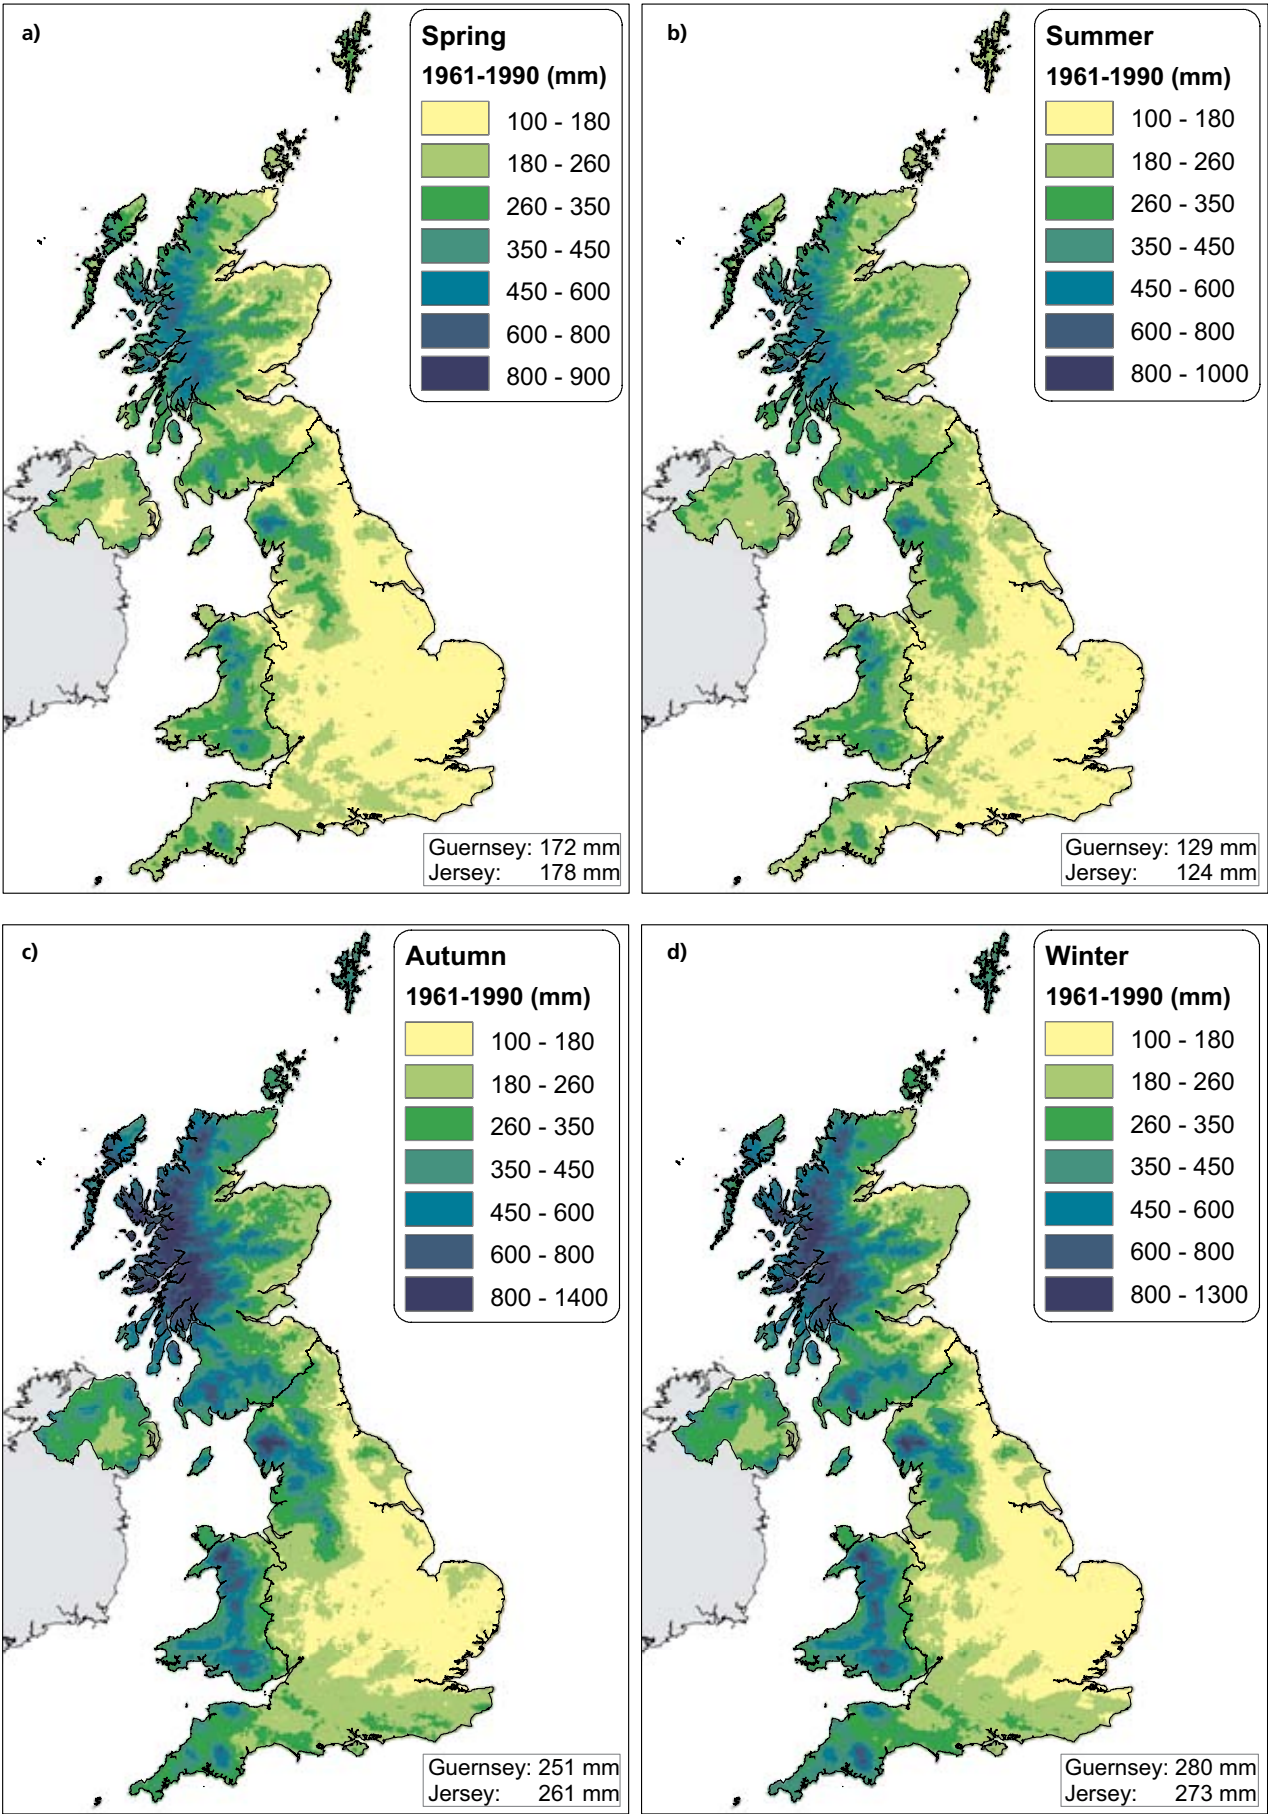 a)
Spring
1961-1990 (mm)
100 - 180
180 - 260
260 - 350
350 - 450
450 - 600
600 - 800
800 - 900
Guernsey: 172 mm
Jersey: 178 mm
b)
Summer
1961-1990 (mm)
100 - 180
180 - 260
260 - 350
350 - 450
450 - 600
600 - 800
800 - 1000
Guernsey: 129 mm
Jersey: 124 mm
c)
Autumn
1961-1990 (mm)
100 - 180
180 - 260
260 - 350
350 - 450
450 - 600
600 - 800
800 - 1400
Guernsey: 251 mm
Jersey: 261 mm
d)
Winter
1961-1990 (mm)
100 - 180
180 - 260
260 - 350
350 - 450
450 - 600
600 - 800
800 - 1300
Guernsey: 280 mm
Jersey: 273 mm